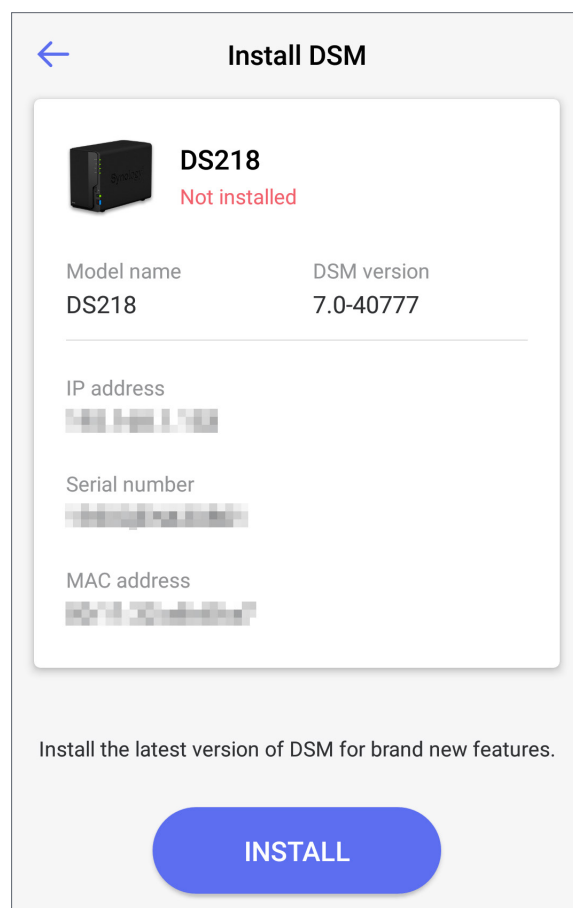 Install DSM
DS218
Not installed
Model name
DSM version
DS218
7.0-40777
IP address
Serial number
MAC address
Install the latest version of DSM for brand new features.
INSTALL